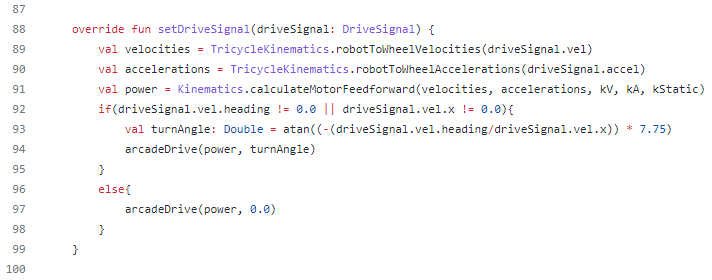 87
88 override fun setDriveSignal(driveSignal: DriveSignal) {
89 val velocities = TricycleKinematics.robotToWheelVelocities(driveSignal.vel)
90 val accelerations = TricycleKinematics.robotToWheelAccelerations(driveSignal.accel)
91 val power = Kinematics.calculateMotorFeedforward(velocities, accelerations, kV, kA, kStatic)
92 if(driveSignal.vel.heading != 0.0 || driveSignal.vel.x != 0.0){
93 val turnAngle: Double = atan((-(driveSignal.vel.heading/driveSignal.vel.x)) * 7.75)
94 arcadeDrive(power, turnAngle)
95 }
96 else{
97 arcadeDrive(power, 0.0)
98 }
99 }
100